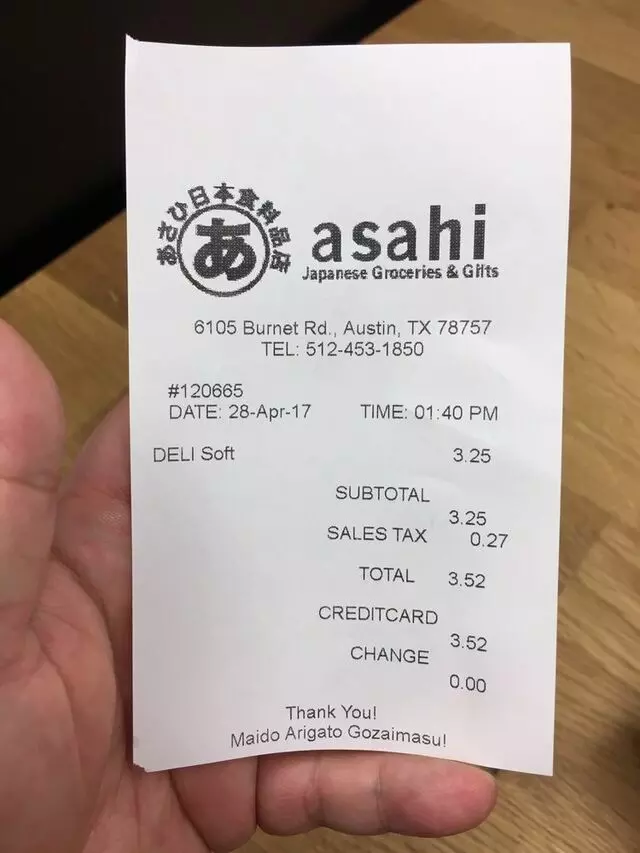 あさひ日本食料品店
あ
asahi
Japanese Groceries & Gifts
6105 Burnet Rd., Austin, TX 78757
TEL: 512-453-1850
#120665
DATE: 28-Apr-17 TIME: 01:40 PM
DELI Soft 3.25
SUBTOTAL
3.25
SALES TAX 0.27
TOTAL 3.52
CREDITCARD
3.52
CHANGE
0.00
Thank You!
Maido Arigato Gozaimasu!